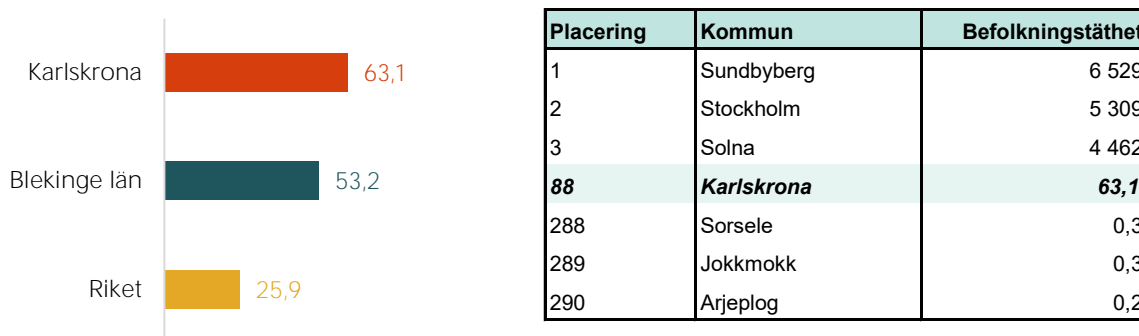 Karlskrona 63,1
Blekinge län 53,2
Riket 25,9
Placering Kommun Befolkningstäthet
1 Sundbyberg 6 529
2 Stockholm 5 309
3 Solna 4 462
88 Karlskrona 63,1
288 Sorsele 0,3
289 Jokkmokk 0,3
290 Arjeplog 0,2